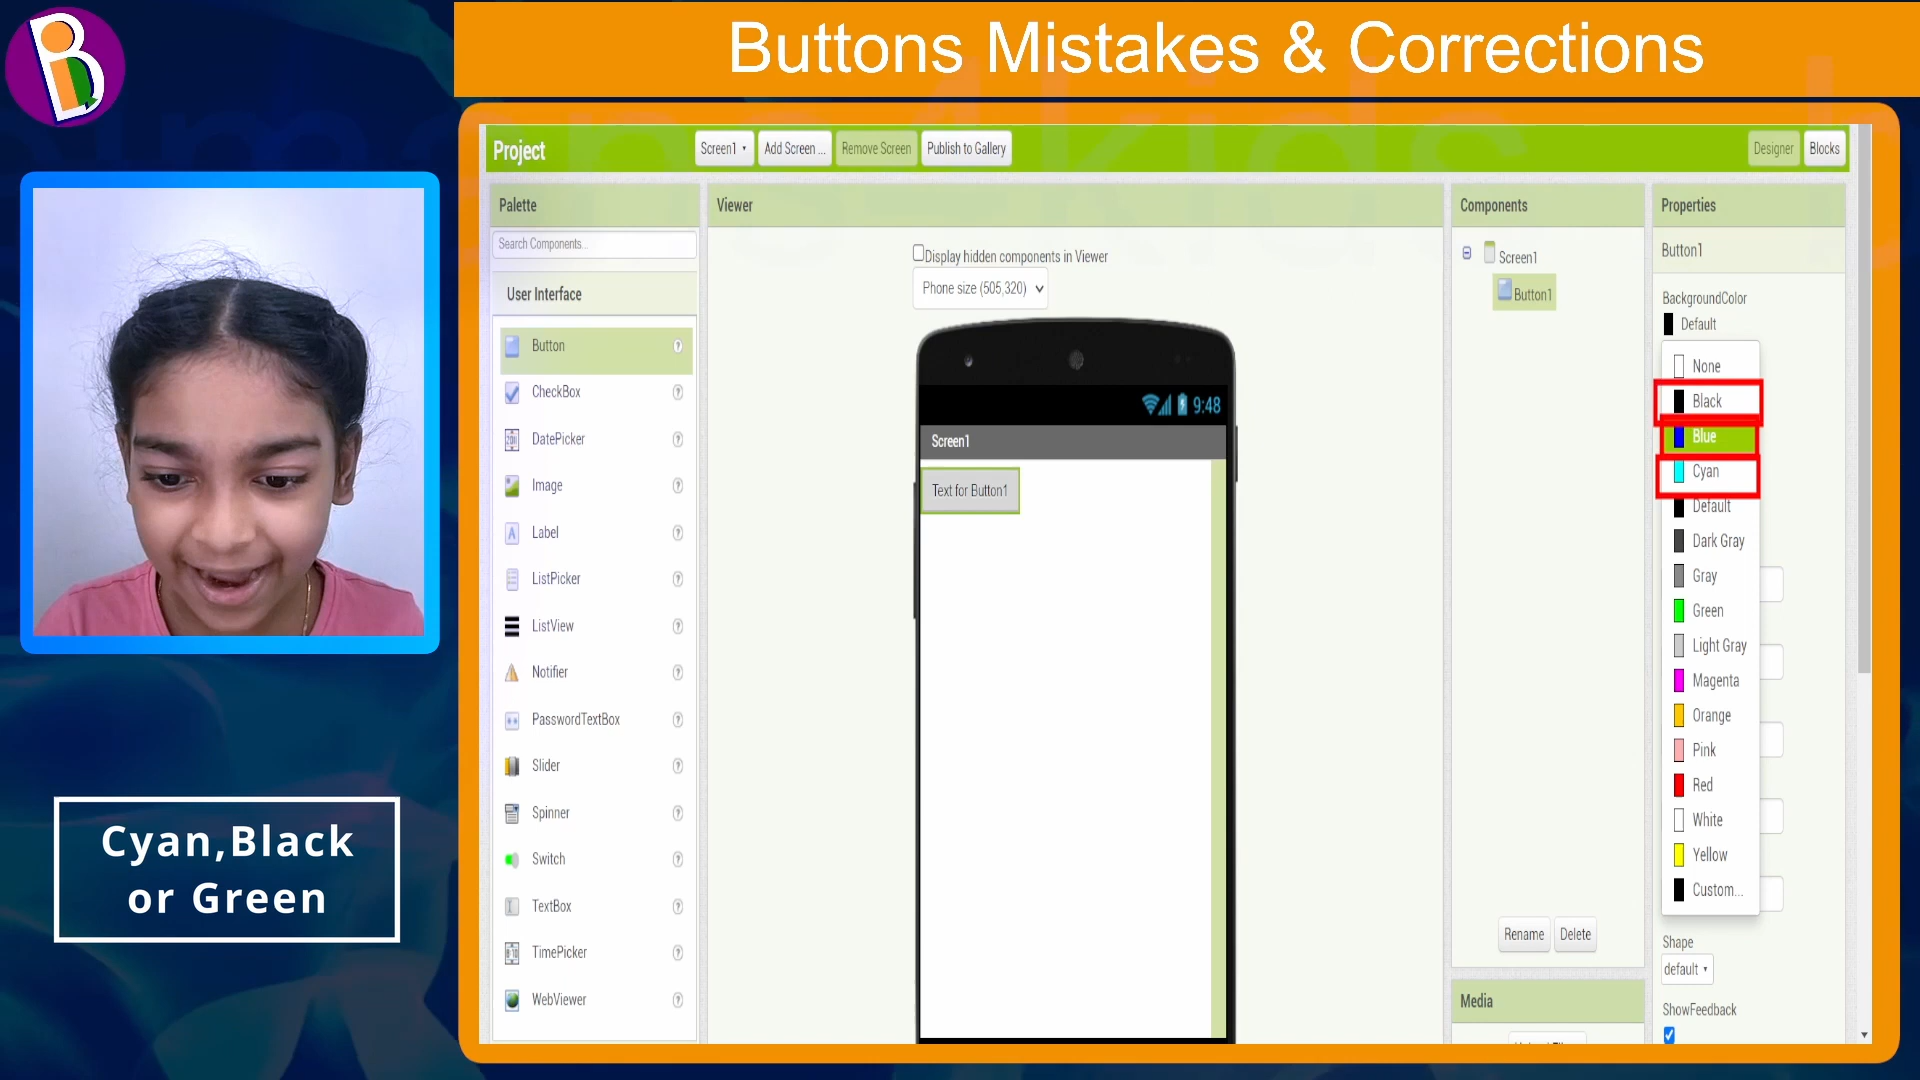 Buttons Mistakes & Corrections
Project
Screen1
Add Screen ...
Remove Screen
Publish to Gallery
Designer
Blocks
Palette
Search Components...
User Interface
Button
CheckBox
DatePicker
Image
Label
ListPicker
ListView
Notifier
PasswordTextBox
Slider
Spinner
Switch
TextBox
TimePicker
WebViewer
Viewer
Display hidden components in Viewer
Phone size (505,320)
9:48
Screen1
Text for Button1
Components
Screen1
Button1
Rename
Delete
Media
Properties
Button1
BackgroundColor
Default
None
Black
Blue
Cyan
Default
Dark Gray
Gray
Green
Light Gray
Magenta
Orange
Pink
Red
White
Yellow
Custom...
Shape
default
ShowFeedback
Cyan,Black
or Green